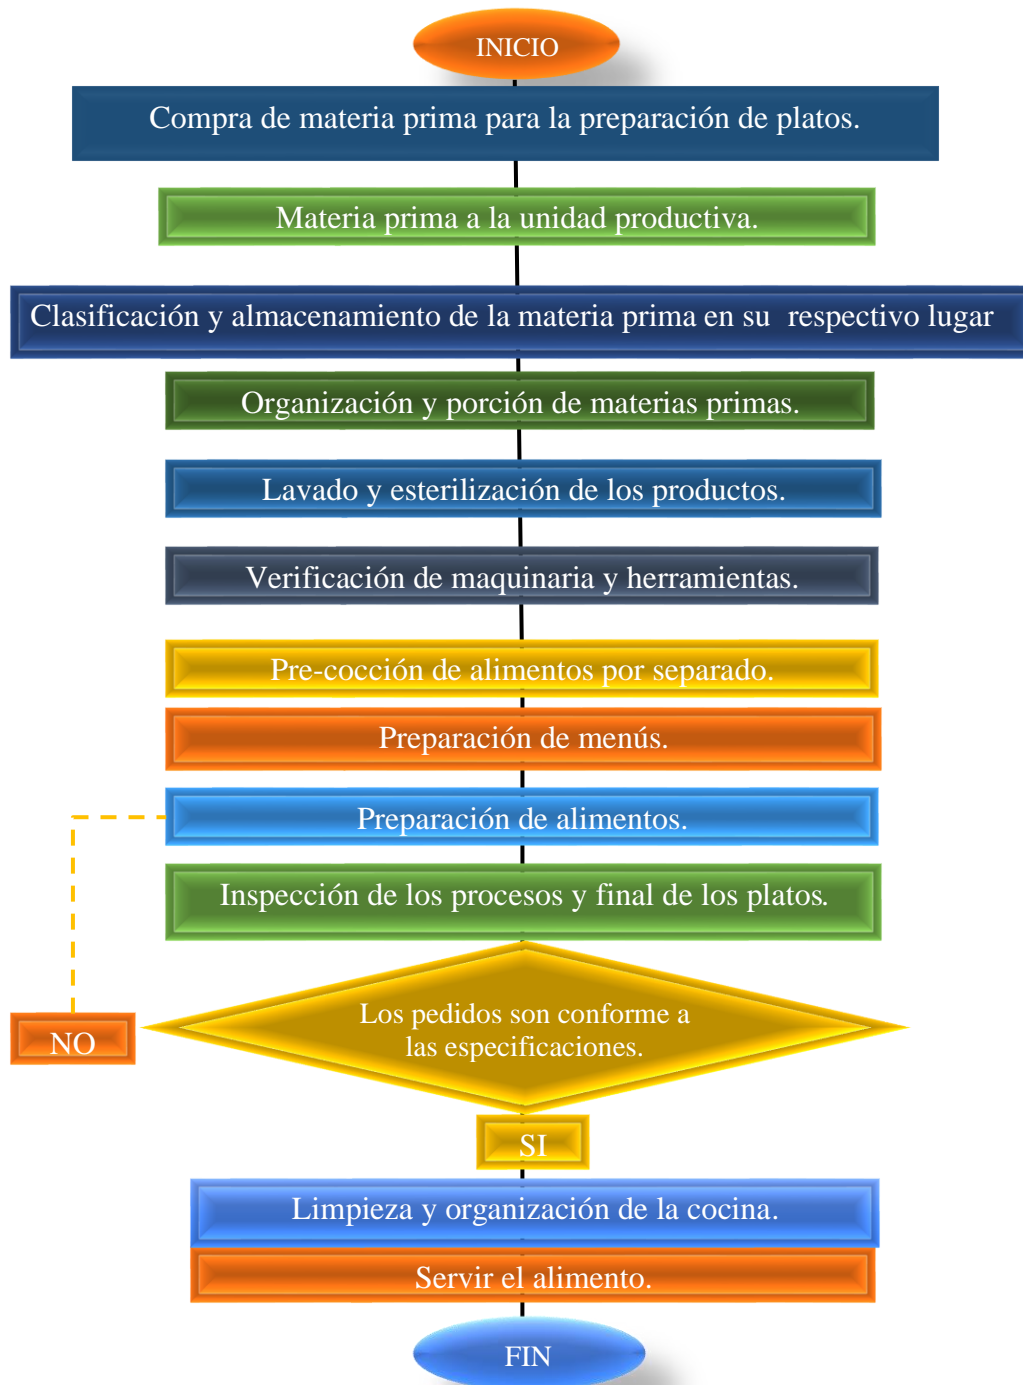 INICIO
Compra de materia prima para la preparación de platos.
Materia prima a la unidad productiva.
Clasificación y almacenamiento de la materia prima en su respectivo lugar
Organización y porción de materias primas.
Lavado y esterilización de los productos.
Verificación de maquinaria y herramientas.
Pre-cocción de alimentos por separado.
Preparación de menús.
Preparación de alimentos.
Inspección de los procesos y final de los platos.
Los pedidos son conforme a
las especificaciones.
NO
SI
Limpieza y organización de la cocina.
Servir el alimento.
FIN